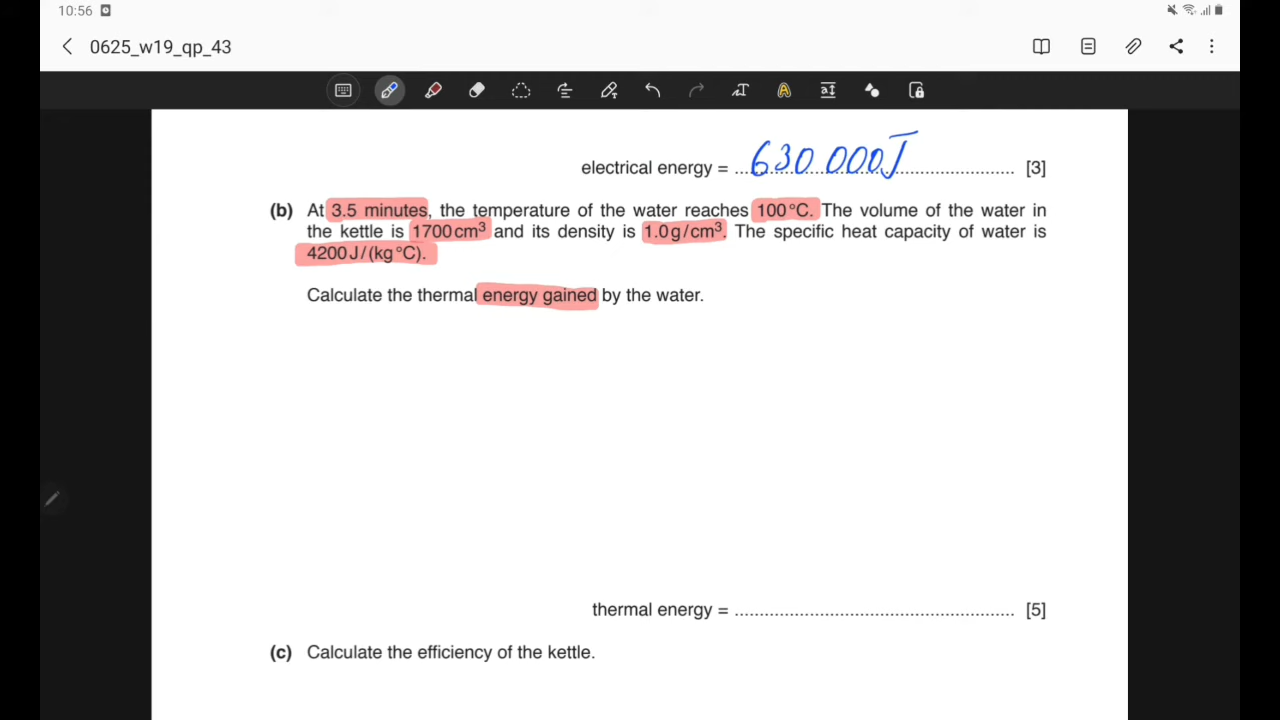 10:56
0625_w19_qp_43
electrical energy = 630 000J [3]
(b) At 3.5 minutes, the temperature of the water reaches 100 °C. The volume of the water in
the kettle is 1700 cm³ and its density is 1.0 g/cm³. The specific heat capacity of water is
4200 J/(kg °C).
Calculate the thermal energy gained by the water.
thermal energy = ........................................................ [5]
(c) Calculate the efficiency of the kettle.